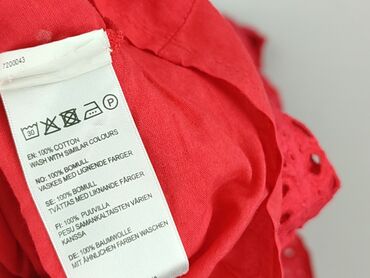 7200043
30 P
EN: 100% COTTON
WASH WITH SIMILAR COLOURS
NO: 100% BOMULL
VASKES MED LIGNENDE FARGER
SE: 100% BOMULL
TVÄTTAS MED LIKNANDE FÄRGER
FI: 100% PUUVILLA
PESU SAMANKALTAISTEN VÄRIEN
KANSSA
DE: 100% BAUMWOLLE
MIT ÄHNLICHEN FARBEN WASCHEN